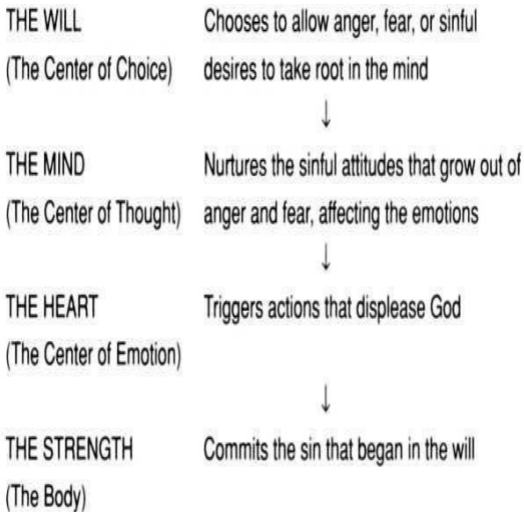 THE WILL Chooses to allow anger, fear, or sinful
(The Center of Choice) desires to take root in the mind
↓
THE MIND Nurtures the sinful attitudes that grow out of
(The Center of Thought) anger and fear, affecting the emotions
↓
THE HEART Triggers actions that displease God
(The Center of Emotion)
↓
THE STRENGTH Commits the sin that began in the will
(The Body)